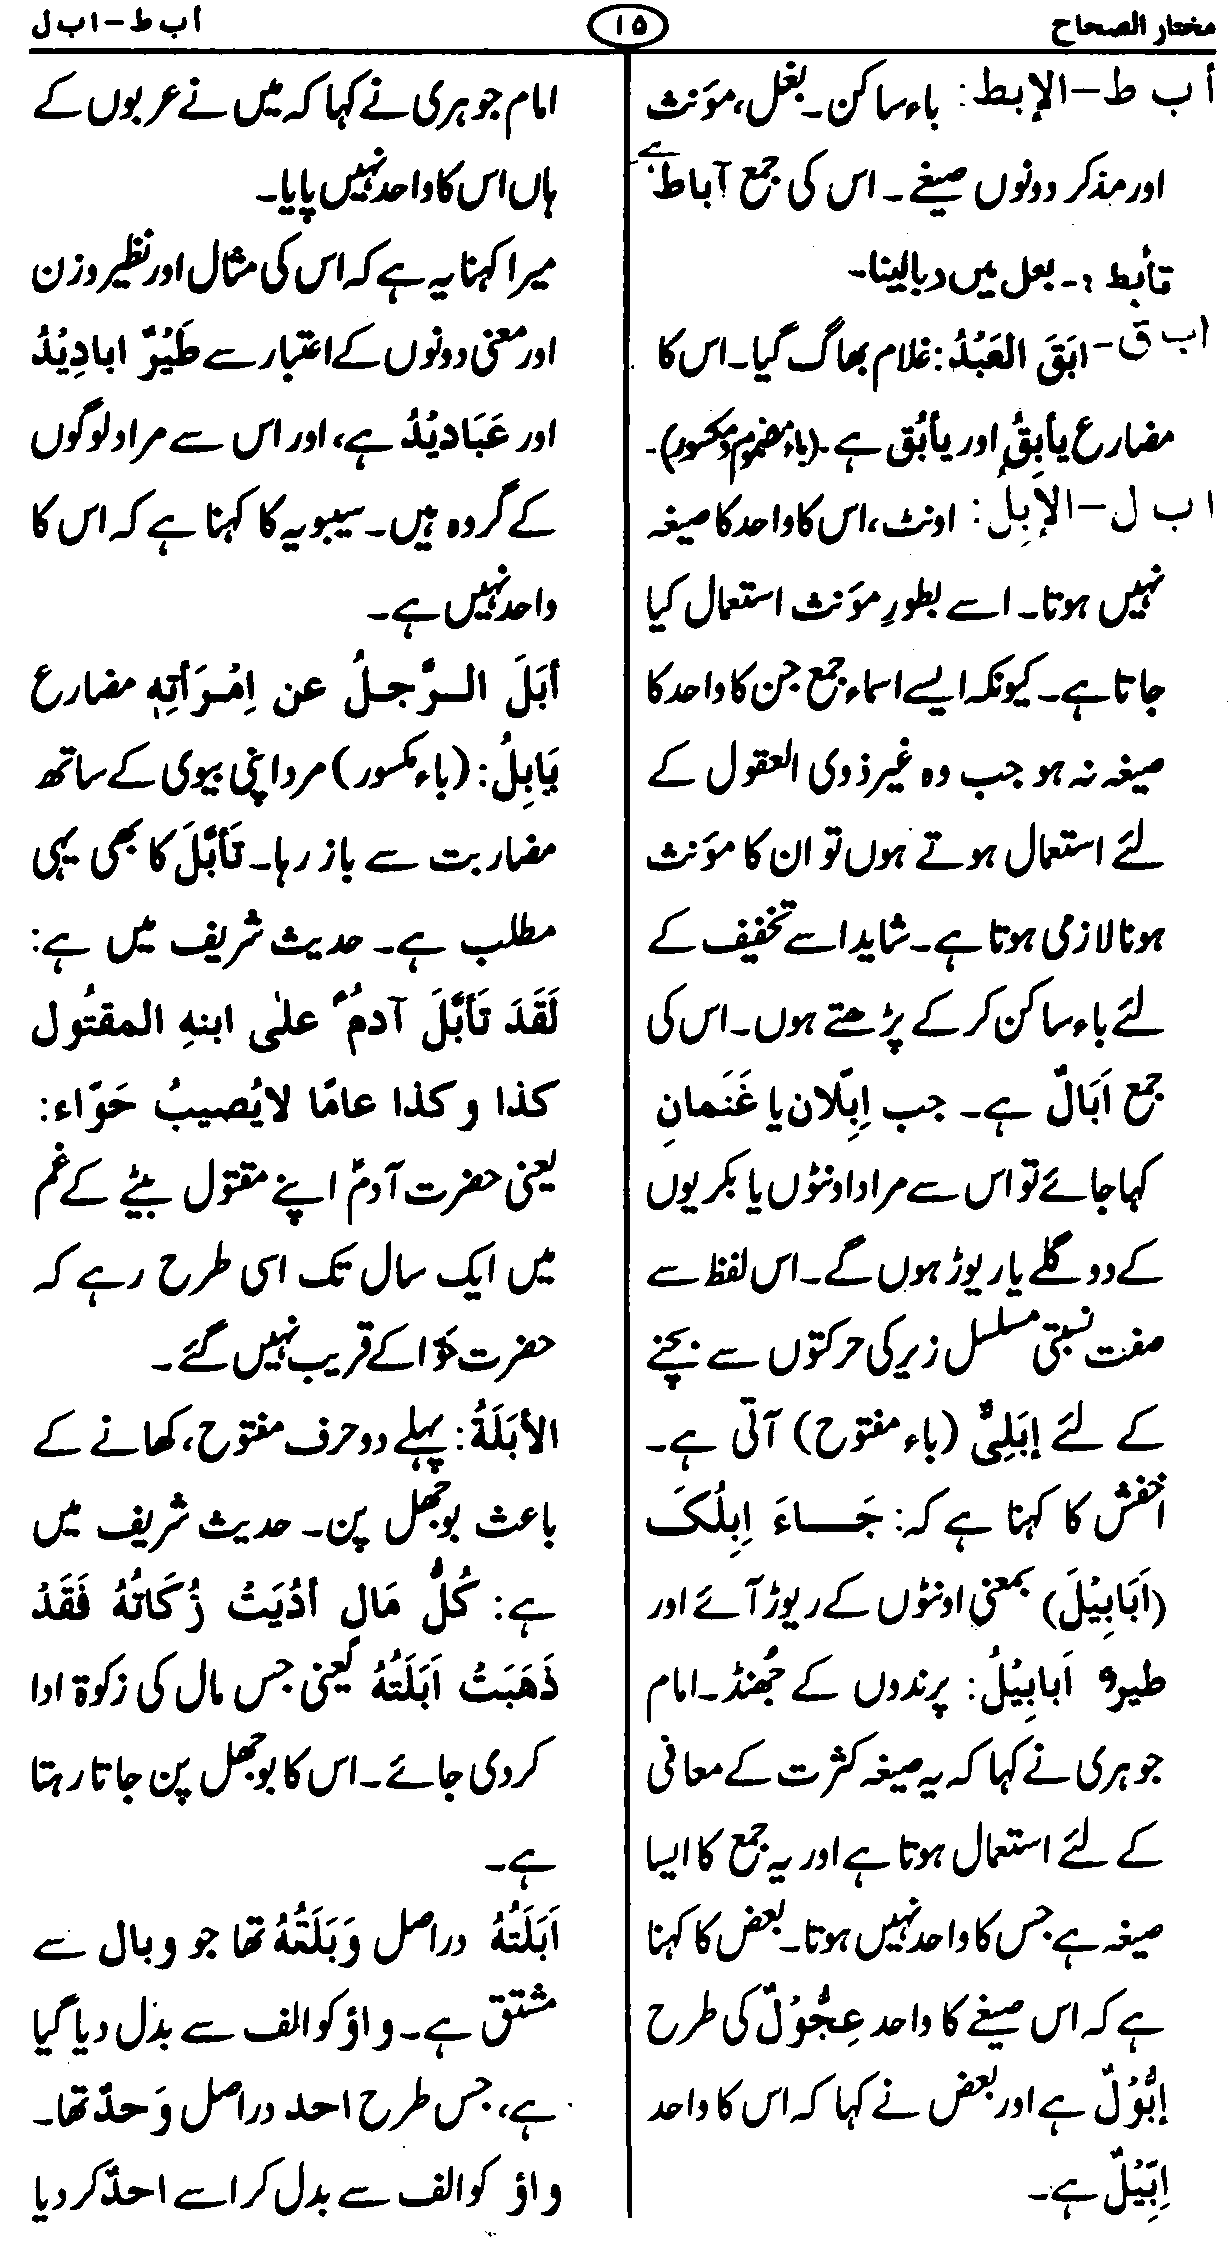 مختار الصحاح
۱۵
أ ب ط - ا ب ل
أ ب ط - الإبط: باء ساکن۔ بغل، مؤنث
اور مذکر دونوں صیغے۔ اس کی جمع آباط ہے
تأبط ہ۔ بغل میں دبا لینا۔
ا ب ق - ابَقَ العَبْدُ: غلام بھاگ گیا۔ اس کا
مضارع یأبِقُ اور یأبُق ہے۔ (باء مضموم و مکسور)۔
ا ب ل - الإبِل: اونٹ، اس کا واحد کا صیغہ
نہیں ہوتا۔ اسے بطورِ مؤنث استعمال کیا
جاتا ہے۔ کیونکہ ایسے اسماء جمع جن کا واحد کا
صیغہ نہ ہو جب وہ غیر ذوی العقول کے
لئے استعمال ہوتے ہوں تو ان کا مؤنث
ہونا لازمی ہوتا ہے۔ شاید اسے تخفیف کے
لئے باء ساکن کر کے پڑھتے ہوں۔ اس کی
جمع اَبَالٌ ہے۔ جب اِبِلان یا غَنَمانِ
کہا جائے تو اس سے مراد اونٹوں یا بکریوں
کے دو گلے یا ریوڑ ہوں گے۔ اس لفظ سے
صفت نسبتی مسلسل زیر کی حرکتوں سے بچنے
کے لئے إبَلِیٌّ (باء مفتوح) آتی ہے۔
اخفش کا کہنا ہے کہ: جَاءَ اِبِلُکَ
(اَبَابِیْلَ) بمعنی اونٹوں کے ریوڑ آئے اور
طیرٌ اَبابِیْلُ: پرندوں کے جُھنڈ۔ امام
جوہری نے کہا کہ یہ صیغہ کثرت کے معانی
کے لئے استعمال ہوتا ہے اور یہ جمع کا ایسا
صیغہ ہے جس کا واحد نہیں ہوتا۔ بعض کا کہنا
ہے کہ اس صیغے کا واحد عِجُّوْلٌ کی طرح
اِبُّوْلٌ ہے اور بعض نے کہا کہ اس کا واحد
اِبِّیْلٌ ہے۔
امام جوہری نے کہا کہ میں نے عربوں کے
ہاں اس کا واحد نہیں پایا۔
میرا کہنا یہ ہے کہ اس کی مثال اور نظیر وزن
اور معنی دونوں کے اعتبار سے طَیْرٌ ابادِیْدُ
اور عَبَادِیْدُ ہے، اور اس سے مراد لوگوں
کے گروہ ہیں۔ سیبویہ کا کہنا ہے کہ اس کا
واحد نہیں ہے۔
أبَلَ الرَّجلُ عن اِمْرَأتِهٖ مضارع
یَابِلُ: (باء مکسور) مرد اپنی بیوی کے ساتھ
مضاربت سے باز رہا۔ تَأبَّلَ کا بھی یہی
مطلب ہے۔ حدیث شریف میں ہے:
لَقَدَ تَأبَّلَ آدمُ علٰی ابنهِ المقتُول
کذا و کذا عامًا لایُصیبُ حَوّاء:
یعنی حضرت آدمؑ اپنے مقتول بیٹے کے غم
میں ایک سال تک اسی طرح رہے کہ
حضرت حوّا کے قریب نہیں گئے۔
الأبَلَةُ: پہلے دو حرف مفتوح، کھانے کے
باعث بوجھل پن۔ حدیث شریف میں
ہے: کُلُّ مَالٍ أدُیَتْ زُکَاتُهُ فَقَدُ
ذَهَبَتْ اَبَلَتُهُ یعنی جس مال کی زکوٰۃ ادا
کر دی جائے۔ اس کا بوجھل پن جاتا رہتا
ہے۔
اَبَلَتُهُ دراصل وَبَلَتُهُ تھا جو وبال سے
مشتق ہے۔ واؤ کو الف سے بدل دیا گیا
ہے، جس طرح احد دراصل وَحدٌ تھا۔
واؤ کو الف سے بدل کر اسے احدٌ کر دیا